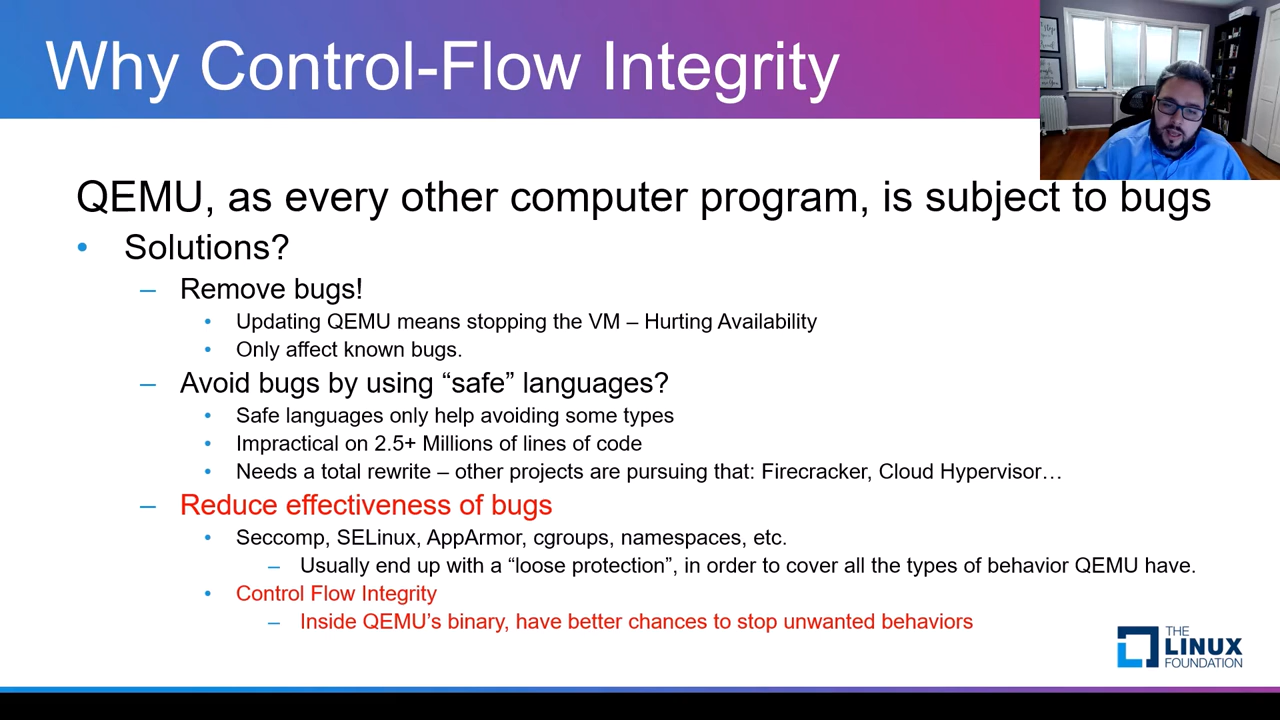 Why Control-Flow Integrity
QEMU, as every other computer program, is subject to bugs
• Solutions?
– Remove bugs!
• Updating QEMU means stopping the VM – Hurting Availability
• Only affect known bugs.
– Avoid bugs by using “safe” languages?
• Safe languages only help avoiding some types
• Impractical on 2.5+ Millions of lines of code
• Needs a total rewrite – other projects are pursuing that: Firecracker, Cloud Hypervisor…
– Reduce effectiveness of bugs
• Seccomp, SELinux, AppArmor, cgroups, namespaces, etc.
– Usually end up with a “loose protection”, in order to cover all the types of behavior QEMU have.
• Control Flow Integrity
– Inside QEMU’s binary, have better chances to stop unwanted behaviors
THE
LINUX
FOUNDATION